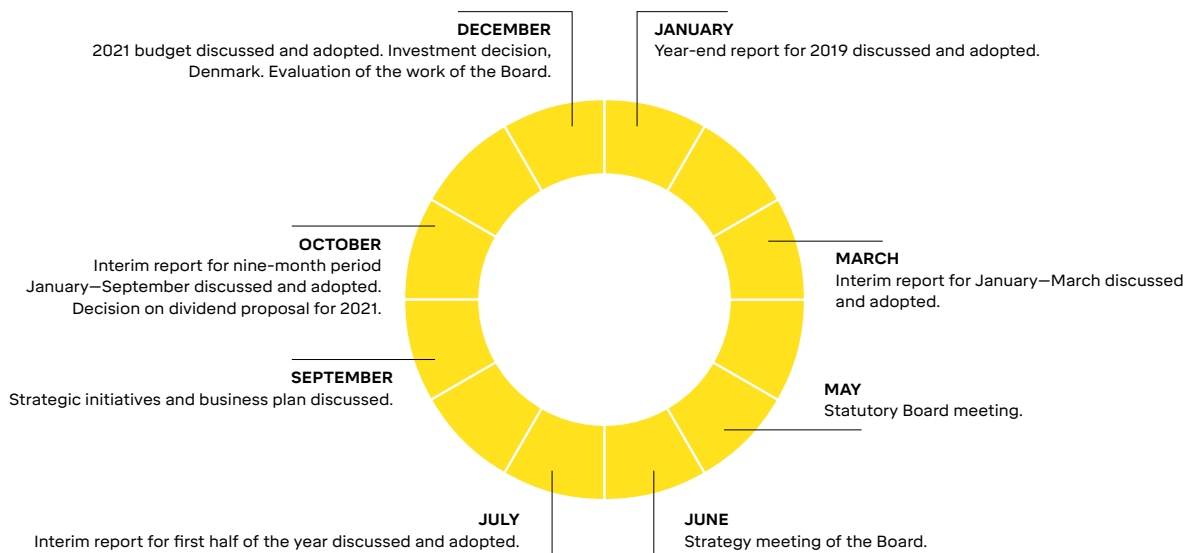 DECEMBER
2021 budget discussed and adopted. Investment decision,
Denmark. Evaluation of the work of the Board.
JANUARY
Year-end report for 2019 discussed and adopted.
OCTOBER
Interim report for nine-month period
January—September discussed and adopted.
Decision on dividend proposal for 2021.
MARCH
Interim report for January—March discussed
and adopted.
SEPTEMBER
Strategic initiatives and business plan discussed.
MAY
Statutory Board meeting.
JULY
Interim report for first half of the year discussed and adopted.
JUNE
Strategy meeting of the Board.